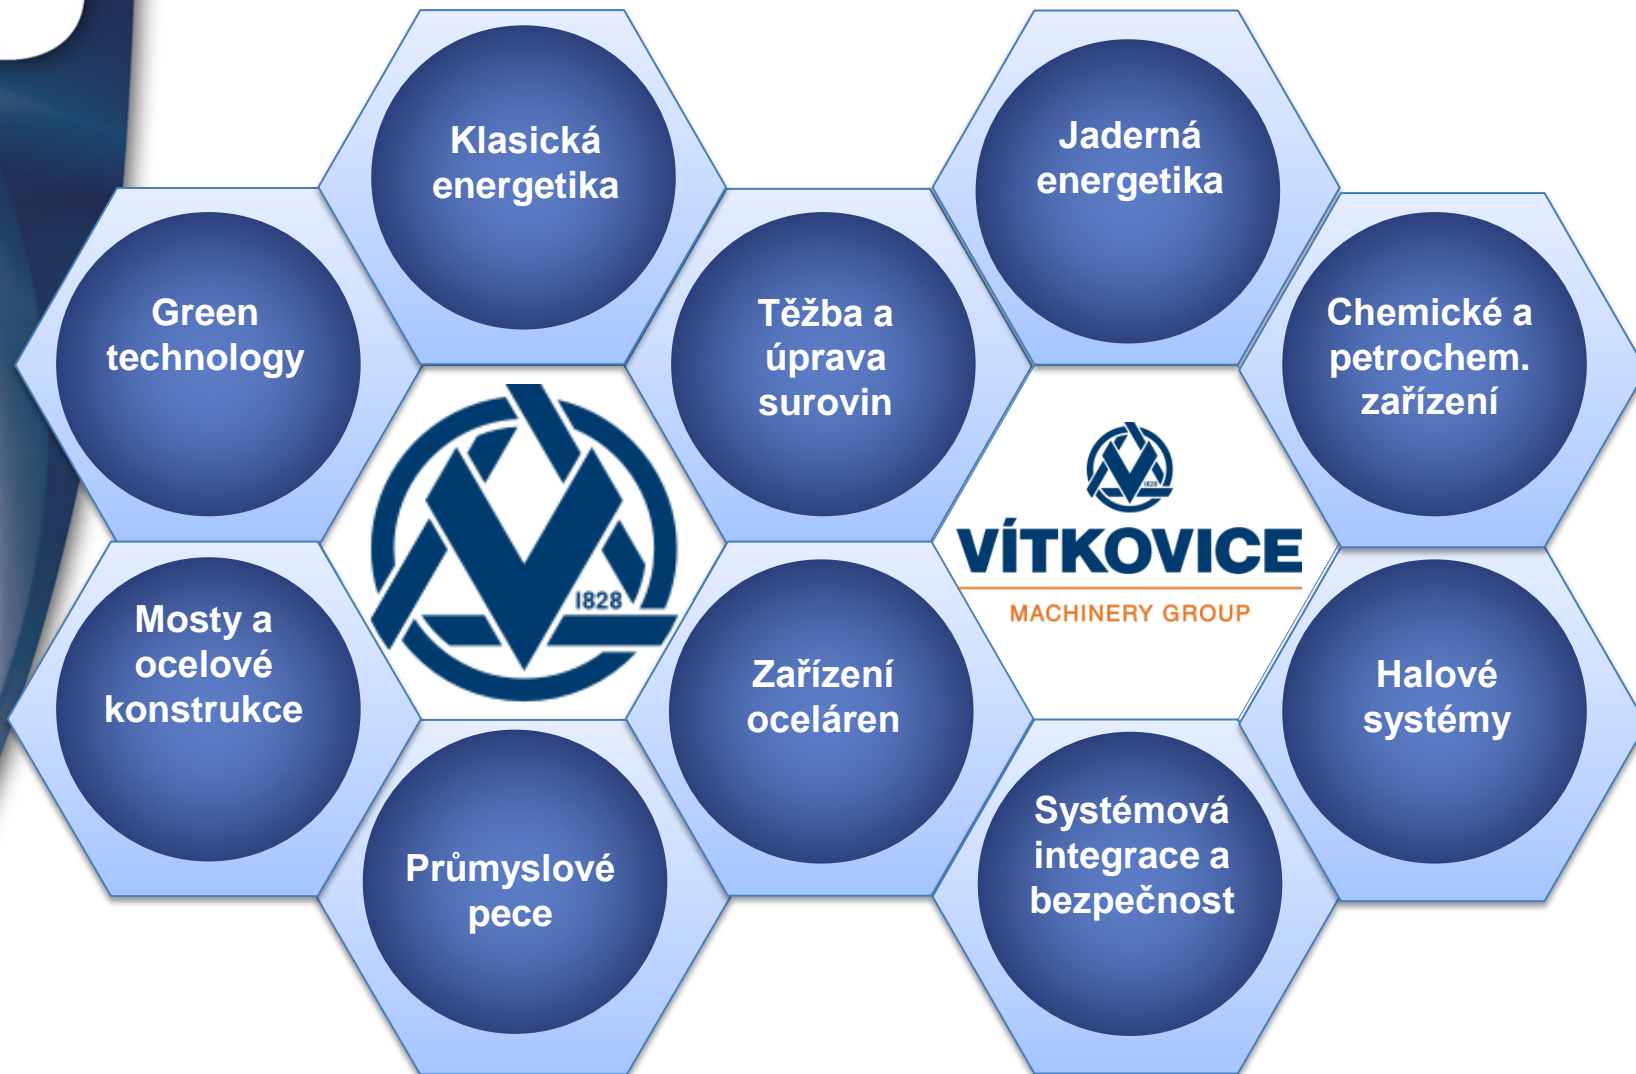 Klasická
energetika
Jaderná
energetika
Green
technology
Těžba a
úprava
surovin
Chemické a
petrochem.
zařízení
1828
1828
VÍTKOVICE
MACHINERY GROUP
Mosty a
ocelové
konstrukce
Zařízení
oceláren
Halové
systémy
Průmyslové
pece
Systémová
integrace a
bezpečnost